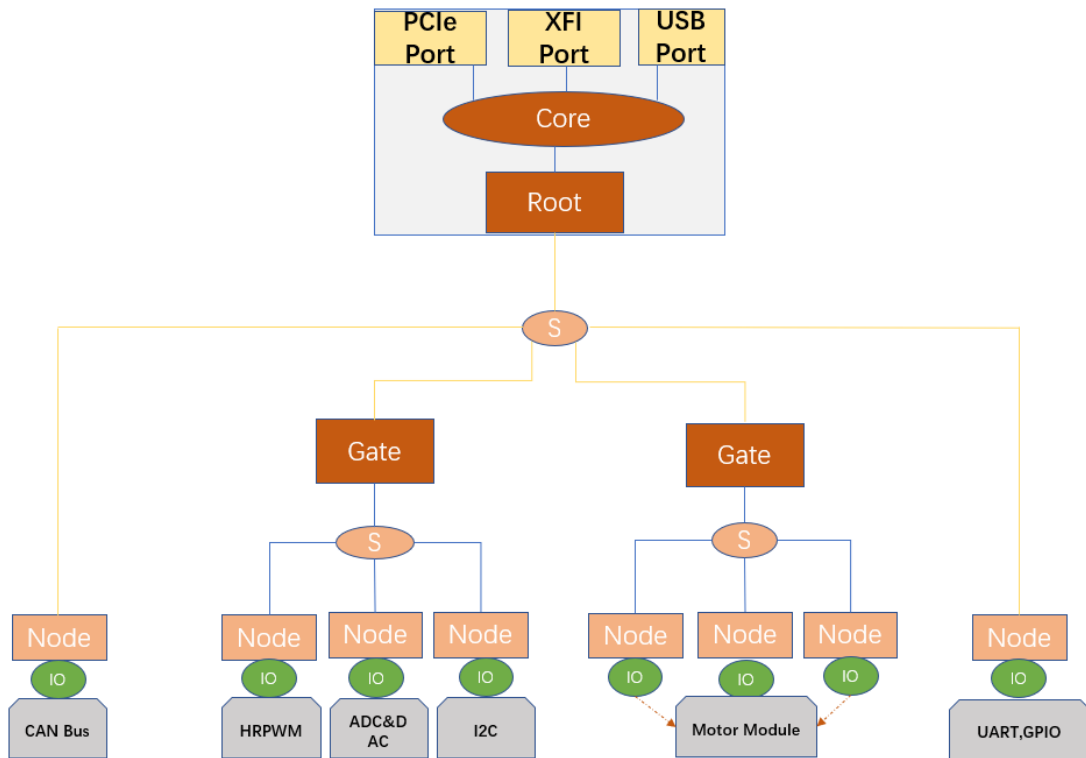 PCIe
Port
XFI
Port
USB
Port
Core
Root
S
Gate
Gate
S
S
Node
Node
Node
Node
Node
Node
Node
Node
IO
IO
IO
IO
IO
IO
IO
IO
CAN Bus
HRPWM
ADC&D
AC
I2C
Motor Module
UART,GPIO